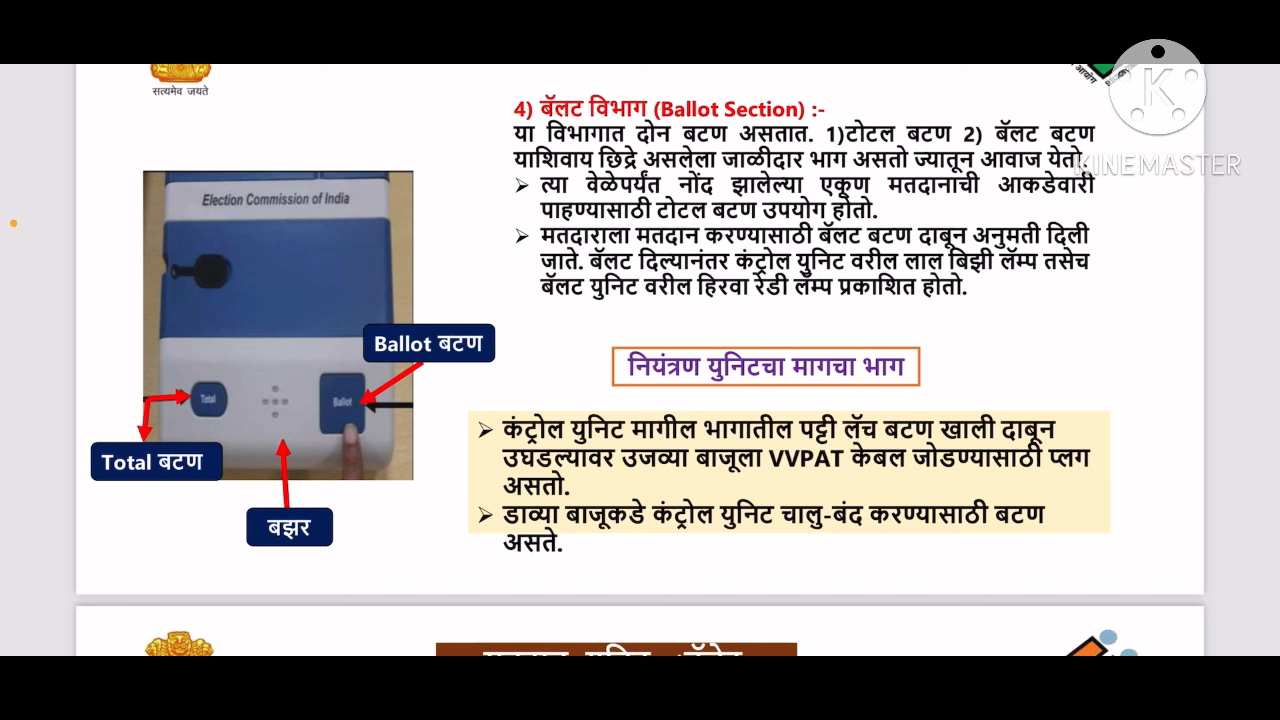 सत्यमेव जयते
4) बॅलट विभाग (Ballot Section) :-
या विभागात दोन बटण असतात. 1)टोटल बटण 2) बॅलट बटण
याशिवाय छिद्रे असलेला जाळीदार भाग असतो ज्यातून आवाज येतो.
KINEMASTER
➢ त्या वेळेपर्यंत नोंद झालेल्या एकूण मतदानाची आकडेवारी
पाहण्यासाठी टोटल बटण उपयोग होतो.
➢ मतदाराला मतदान करण्यासाठी बॅलट बटण दाबून अनुमती दिली
जाते. बॅलट दिल्यानंतर कंट्रोल युनिट वरील लाल बिझी लॅम्प तसेच
बॅलट युनिट वरील हिरवा रेडी लॅम्प प्रकाशित होतो.
Election Commission of India
Ballot बटण
Total
Ballot
Total बटण
बझर
नियंत्रण युनिटचा मागचा भाग
➢ कंट्रोल युनिट मागील भागातील पट्टी लॅच बटण खाली दाबून
उघडल्यावर उजव्या बाजूला VVPAT केबल जोडण्यासाठी प्लग
असतो.
➢ डाव्या बाजूकडे कंट्रोल युनिट चालु-बंद करण्यासाठी बटण
असते.